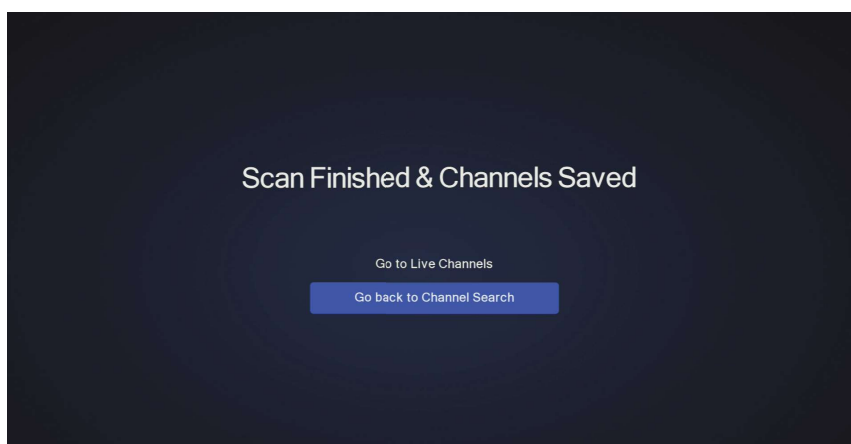 Scan Finished & Channels Saved
Go to Live Channels
Go back to Channel Search